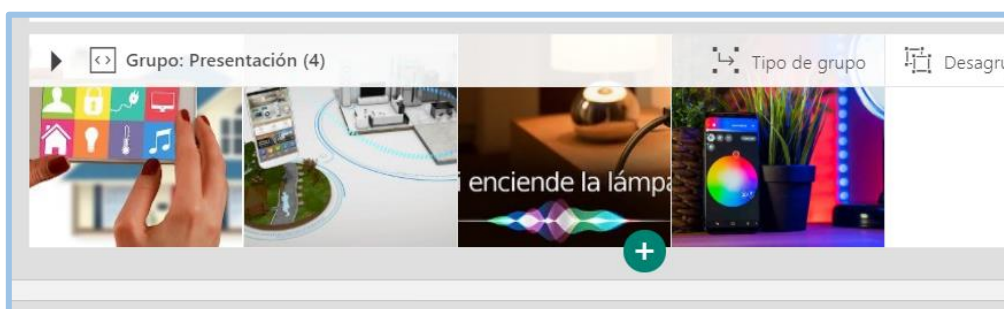 Grupo: Presentación (4)
Tipo de grupo
Desagru
i enciende la lámpa